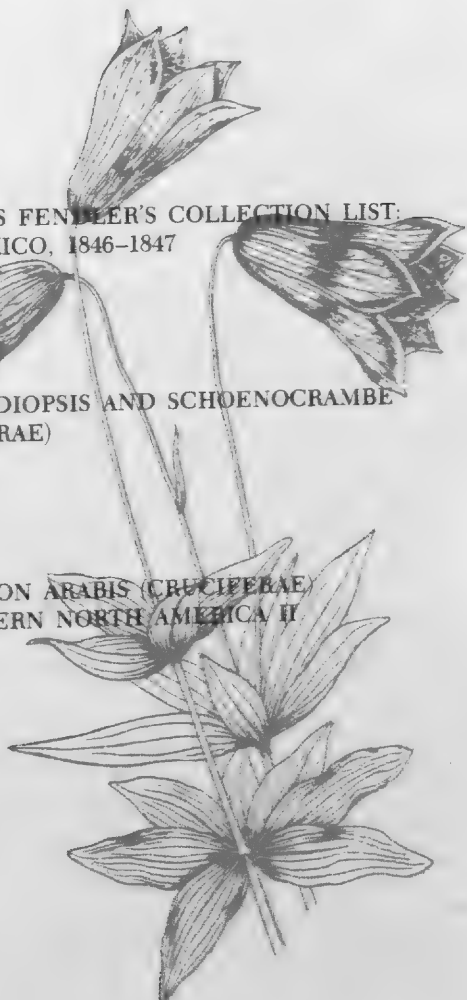 S FENDLER'S COLLECTION LIST:
ICO, 1846–1847
DIOPSIS AND SCHOENOCRAMBE
RAE)
ON ARABIS (CRUCIFERAE)
ERN NORTH AMERICA II